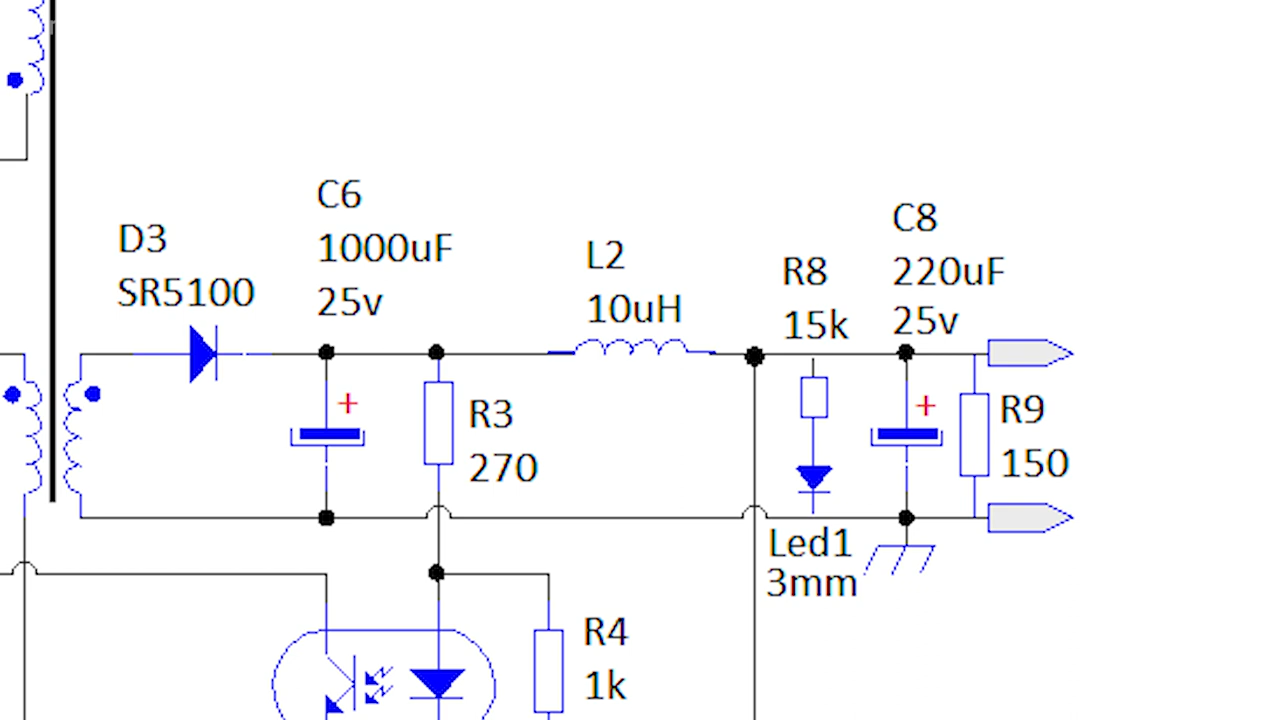 D3
SR5100
C6
1000uF
25v
+
R3
270
L2
10uH
R8
15k
C8
220uF
25v
+
R9
150
Led1
3mm
R4
1k